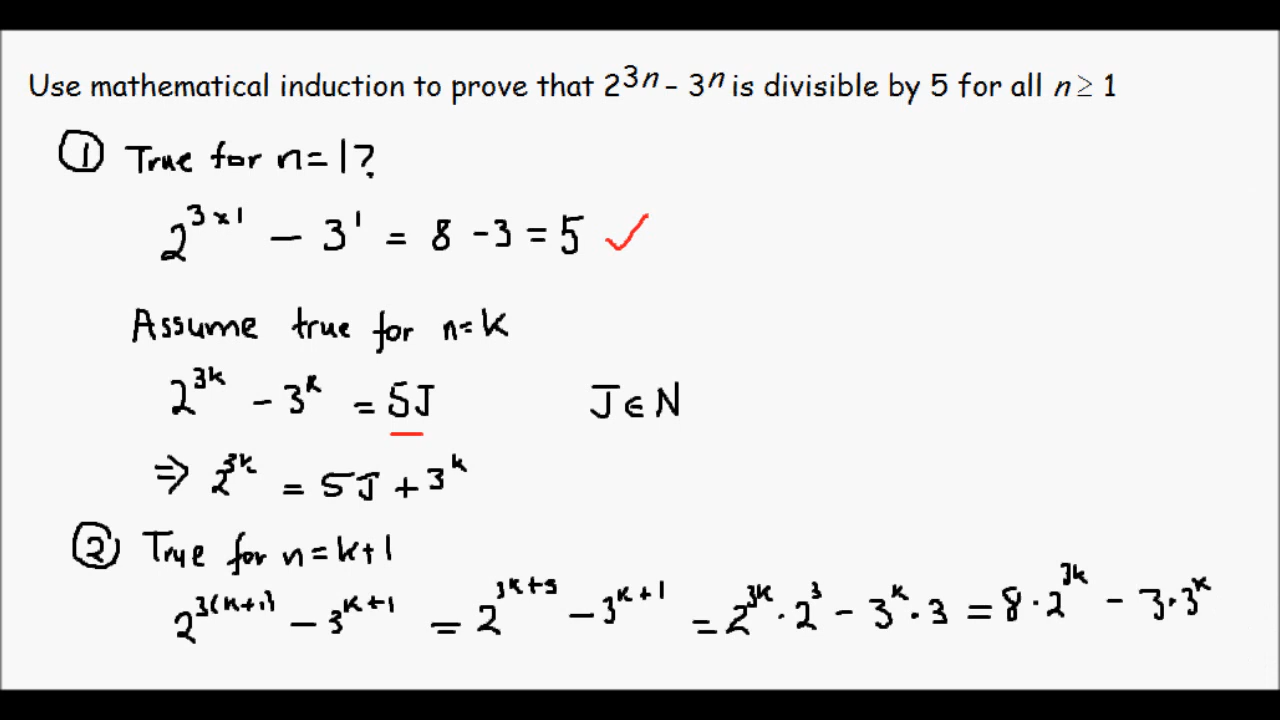 Use mathematical induction to prove that 2^{3n} – 3^n is divisible by 5 for all n ≥ 1
① True for n=1?
2^{3×1} – 3^1 = 8 – 3 = 5 ✓
Assume true for n=k
2^{3k} – 3^k = 5J J ∈ N
⇒ 2^{3k} = 5J + 3^k
② True for n=k+1
2^{3(k+1)} – 3^{k+1} = 2^{3k+3} – 3^{k+1} = 2^{3k} · 2^3 – 3^k · 3 = 8 · 2^{3k} – 3 · 3^k